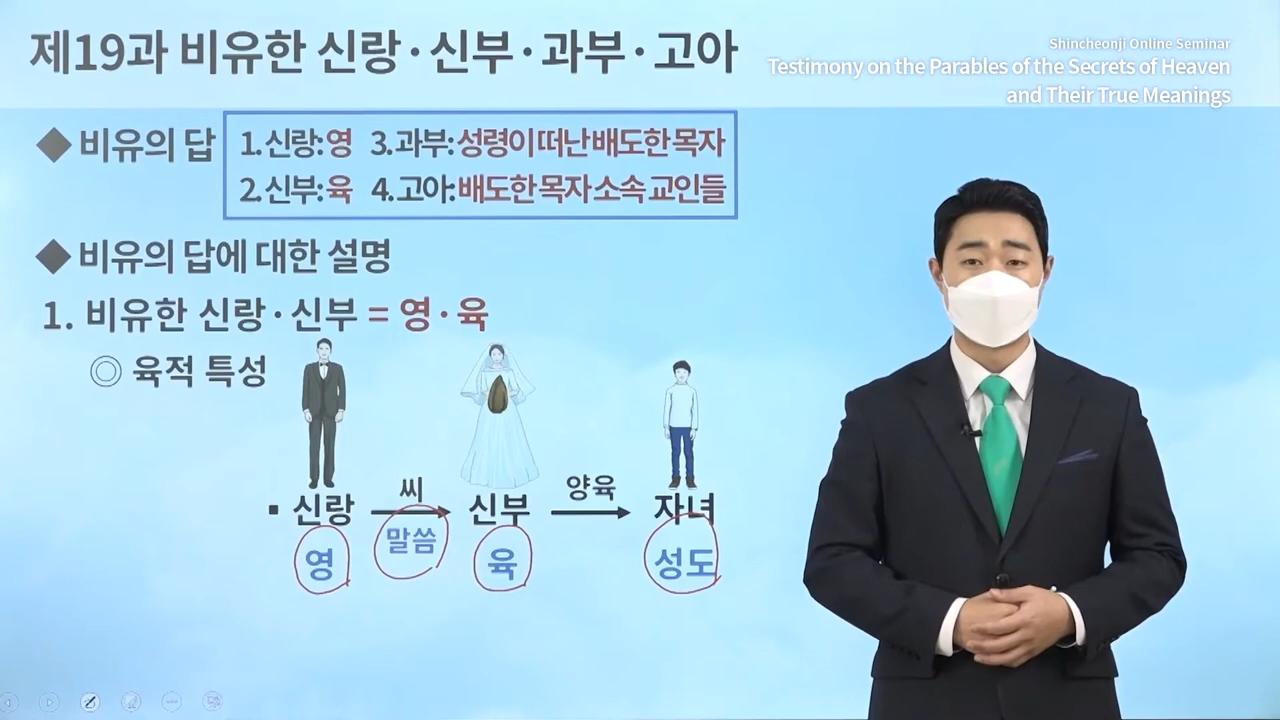 제19과 비유한 신랑·신부·과부·고아
Shincheonji Online Seminar
Testimony on the Parables of the Secrets of Heaven
and Their True Meanings
◆ 비유의 답
1. 신랑: 영 3. 과부: 성령이 떠난 배도한 목자
2. 신부: 육 4. 고아: 배도한 목자 소속 교인들
◆ 비유의 답에 대한 설명
1. 비유한 신랑·신부 = 영·육
◎ 육적 특성
씨 양육
▪ 신랑 신부 자녀
말씀
영 육 성도